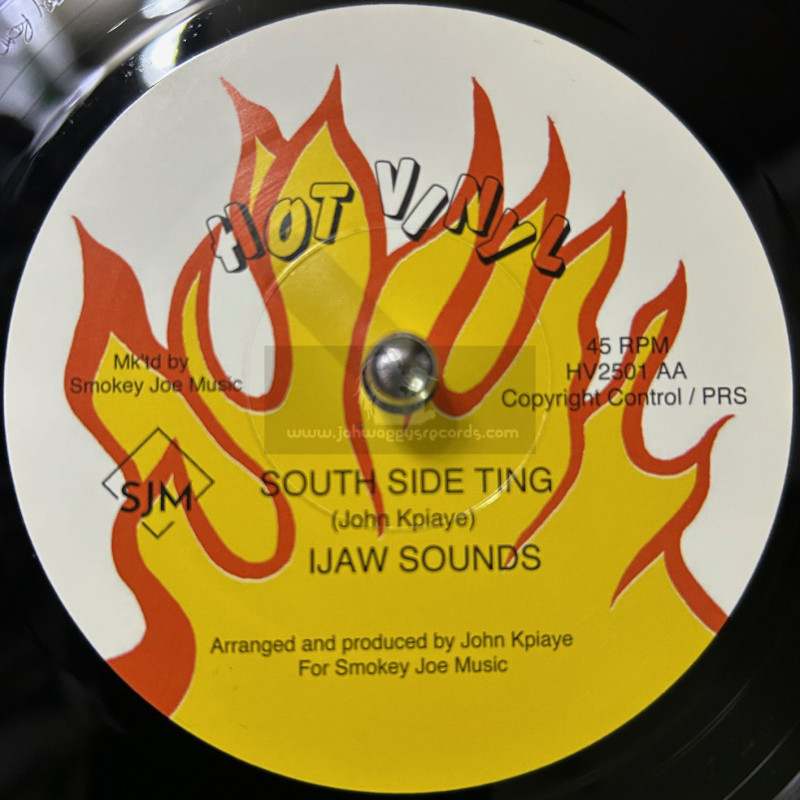 HOT VINYL
Mk'td by
Smokey Joe Music
45 RPM
HV2501 AA
Copyright Control / PRS
www.jahwaggysrecords.com
SJM
SOUTH SIDE TING
(John Kpiaye)
IJAW SOUNDS
Arranged and produced by John Kpiaye
For Smokey Joe Music